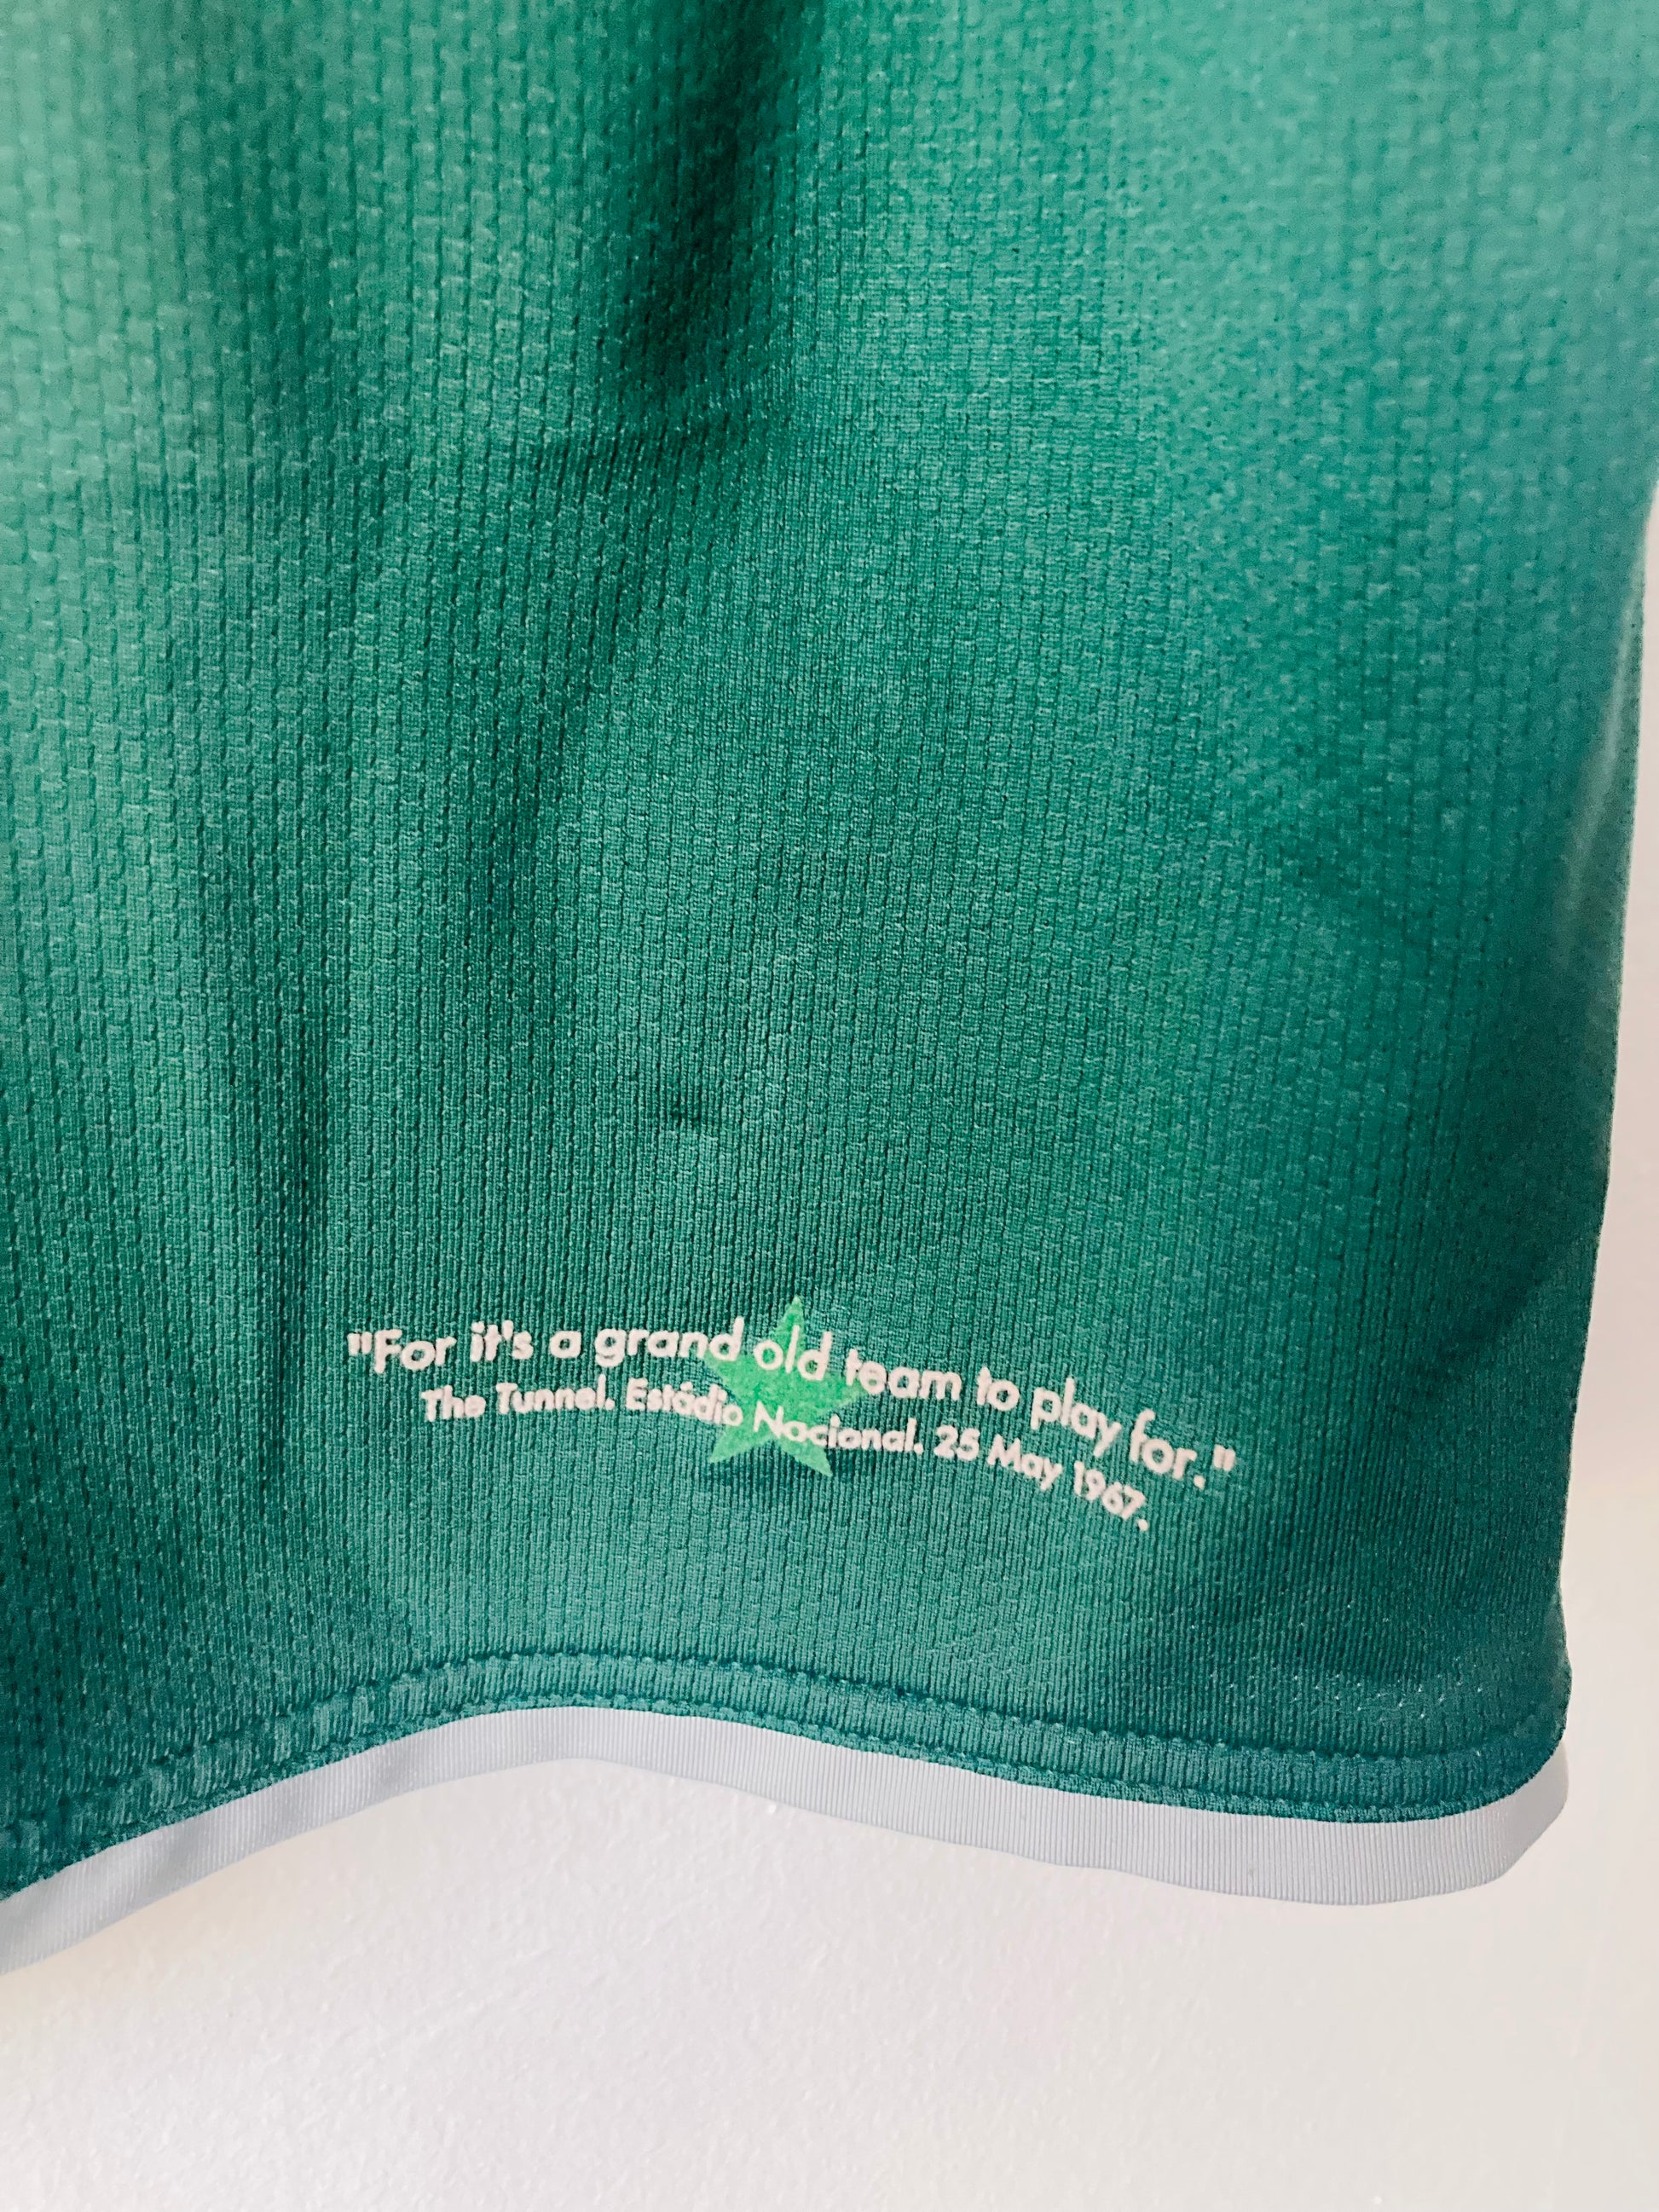 "For it's a grand old team to play for."
The Tunnel. Estádio Nacional. 25 May 1967.